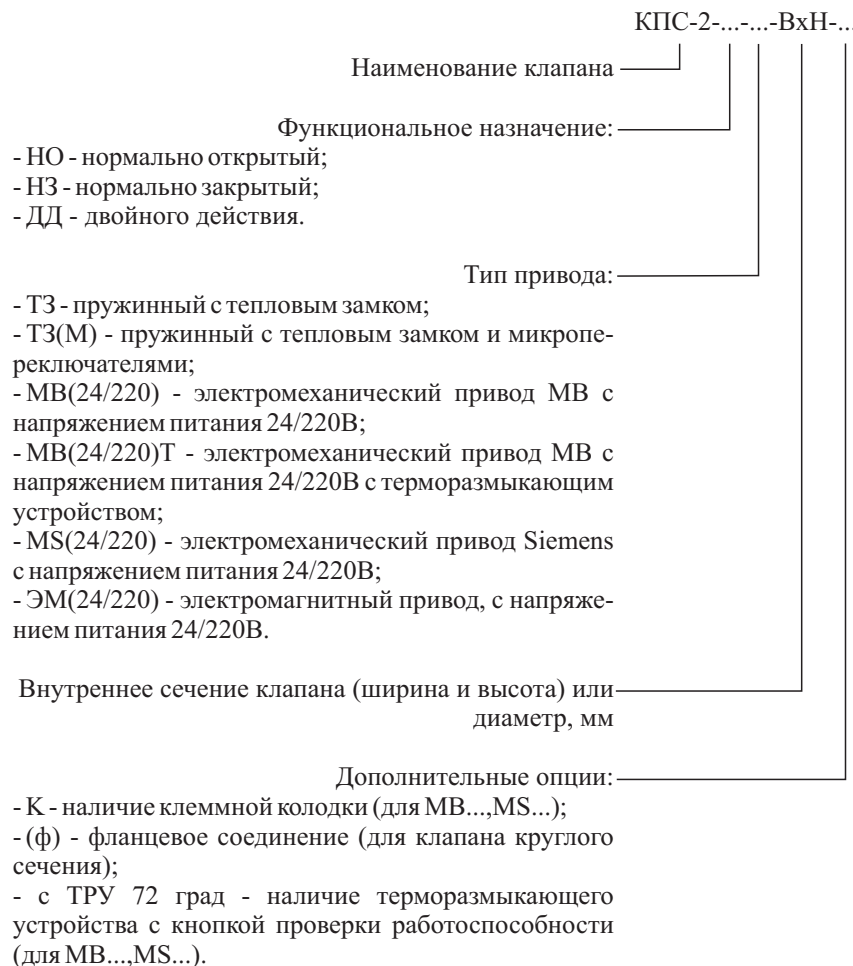 КПС-2-...-...-ВхН-...
Наименование клапана
Функциональное назначение:
- НО - нормально открытый;
- НЗ - нормально закрытый;
- ДД - двойного действия.
Тип привода:
- ТЗ - пружинный с тепловым замком;
- ТЗ(М) - пружинный с тепловым замком и микропе-
реключателями;
- МВ(24/220) - электромеханический привод МВ с
напряжением питания 24/220В;
- МВ(24/220)Т - электромеханический привод МВ с
напряжением питания 24/220В с терморазмыкающим
устройством;
- MS(24/220) - электромеханический привод Siemens
с напряжением питания 24/220В;
- ЭМ(24/220) - электромагнитный привод, с напряже-
нием питания 24/220В.
Внутреннее сечение клапана (ширина и высота) или
диаметр, мм
Дополнительные опции:
- К - наличие клеммной колодки (для МВ...,MS...);
- (ф) - фланцевое соединение (для клапана круглого
сечения);
- с ТРУ 72 град - наличие терморазмыкающего
устройства с кнопкой проверки работоспособности
(для МВ...,MS...).